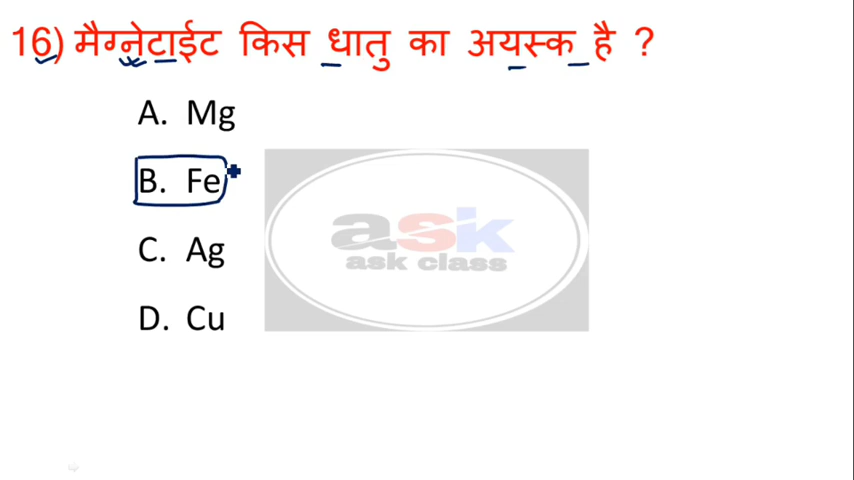 16) मैग्नेटाईट किस धातु का अयस्क है ?
A. Mg
B. Fe
ask
ask class
C. Ag
D. Cu